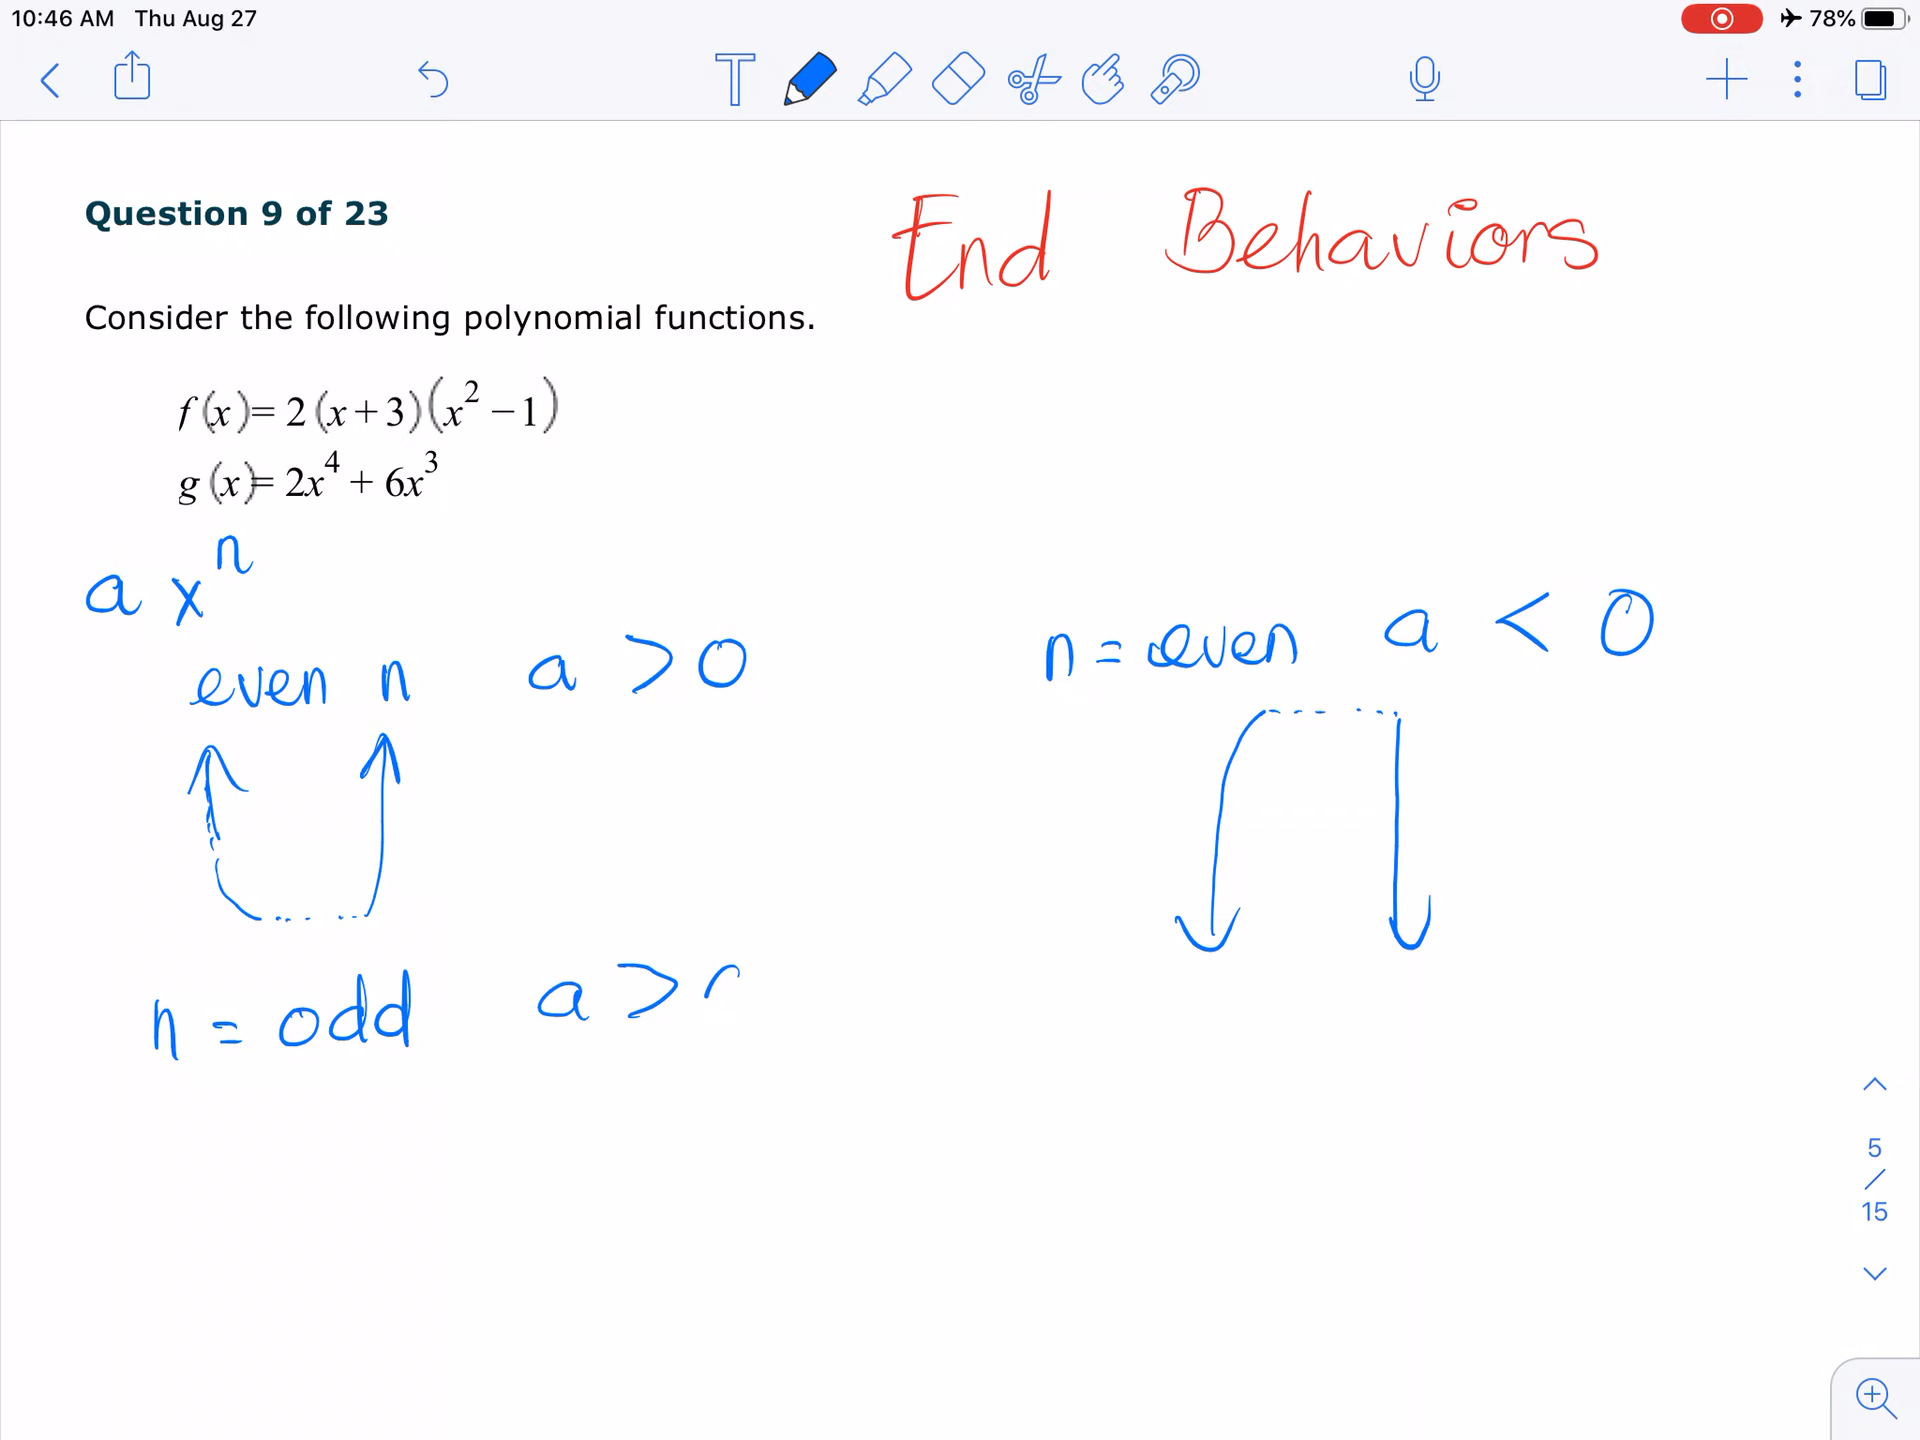 10:46 AM Thu Aug 27
78%
T
Question 9 of 23
End Behaviors
Consider the following polynomial functions.
f(x)= 2(x+3)(x² −1)
g(x)= 2x⁴ + 6x³
a xⁿ
even n a > 0
n = even a < 0
n = odd a >
5
/
15